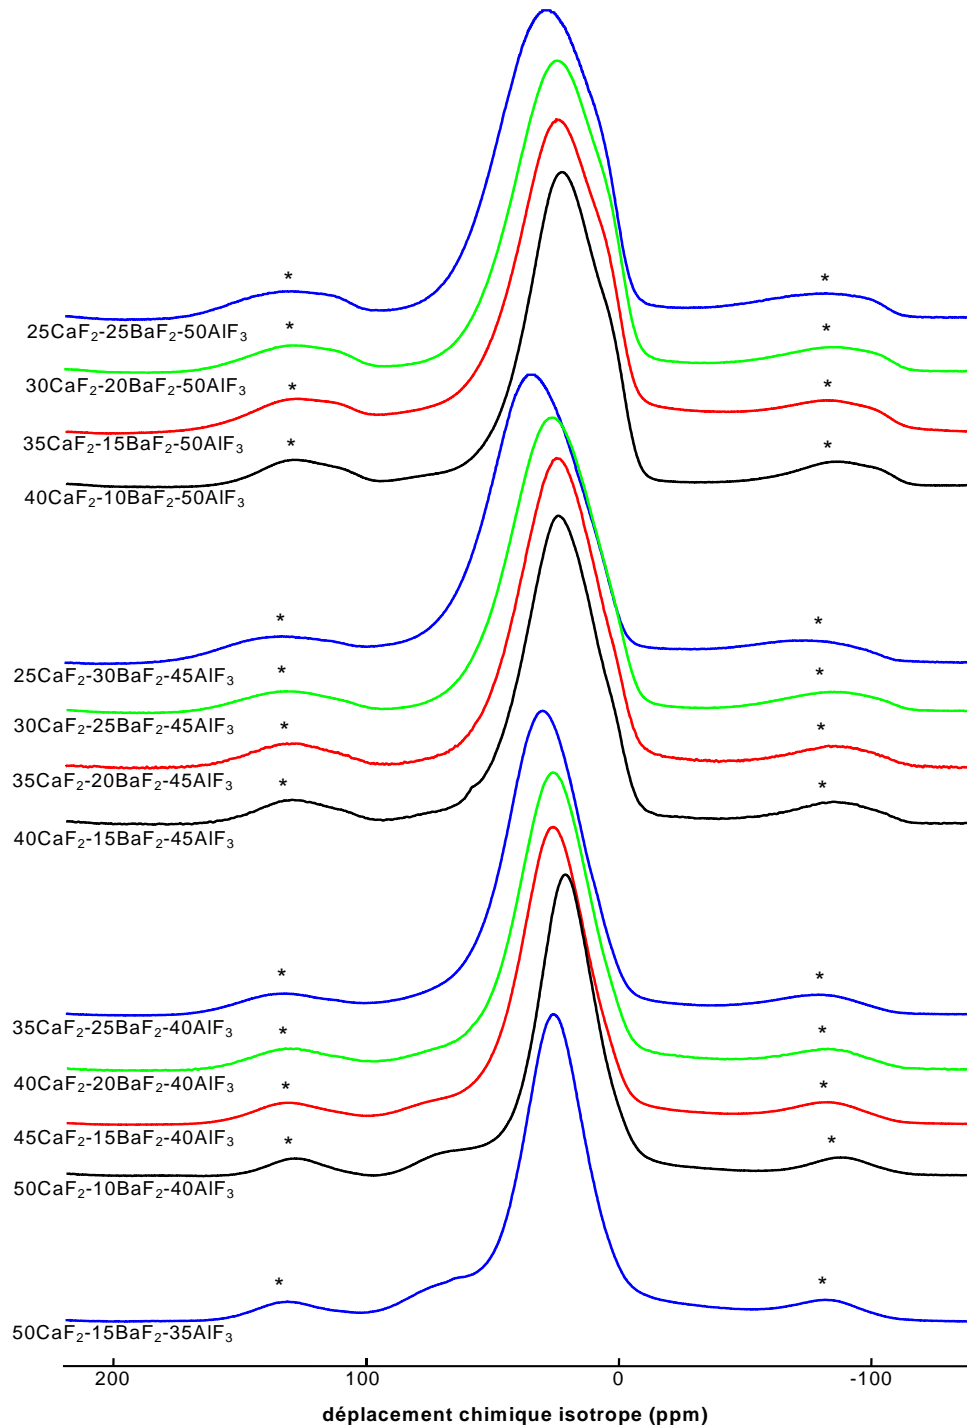 * *
25CaF₂-25BaF₂-50AlF₃
* *
30CaF₂-20BaF₂-50AlF₃
* *
35CaF₂-15BaF₂-50AlF₃
* *
40CaF₂-10BaF₂-50AlF₃
* *
25CaF₂-30BaF₂-45AlF₃
* *
30CaF₂-25BaF₂-45AlF₃
* *
35CaF₂-20BaF₂-45AlF₃
* *
40CaF₂-15BaF₂-45AlF₃
* *
35CaF₂-25BaF₂-40AlF₃
* *
40CaF₂-20BaF₂-40AlF₃
* *
45CaF₂-15BaF₂-40AlF₃
* *
50CaF₂-10BaF₂-40AlF₃
* *
50CaF₂-15BaF₂-35AlF₃
200 100 0 -100
déplacement chimique isotrope (ppm)